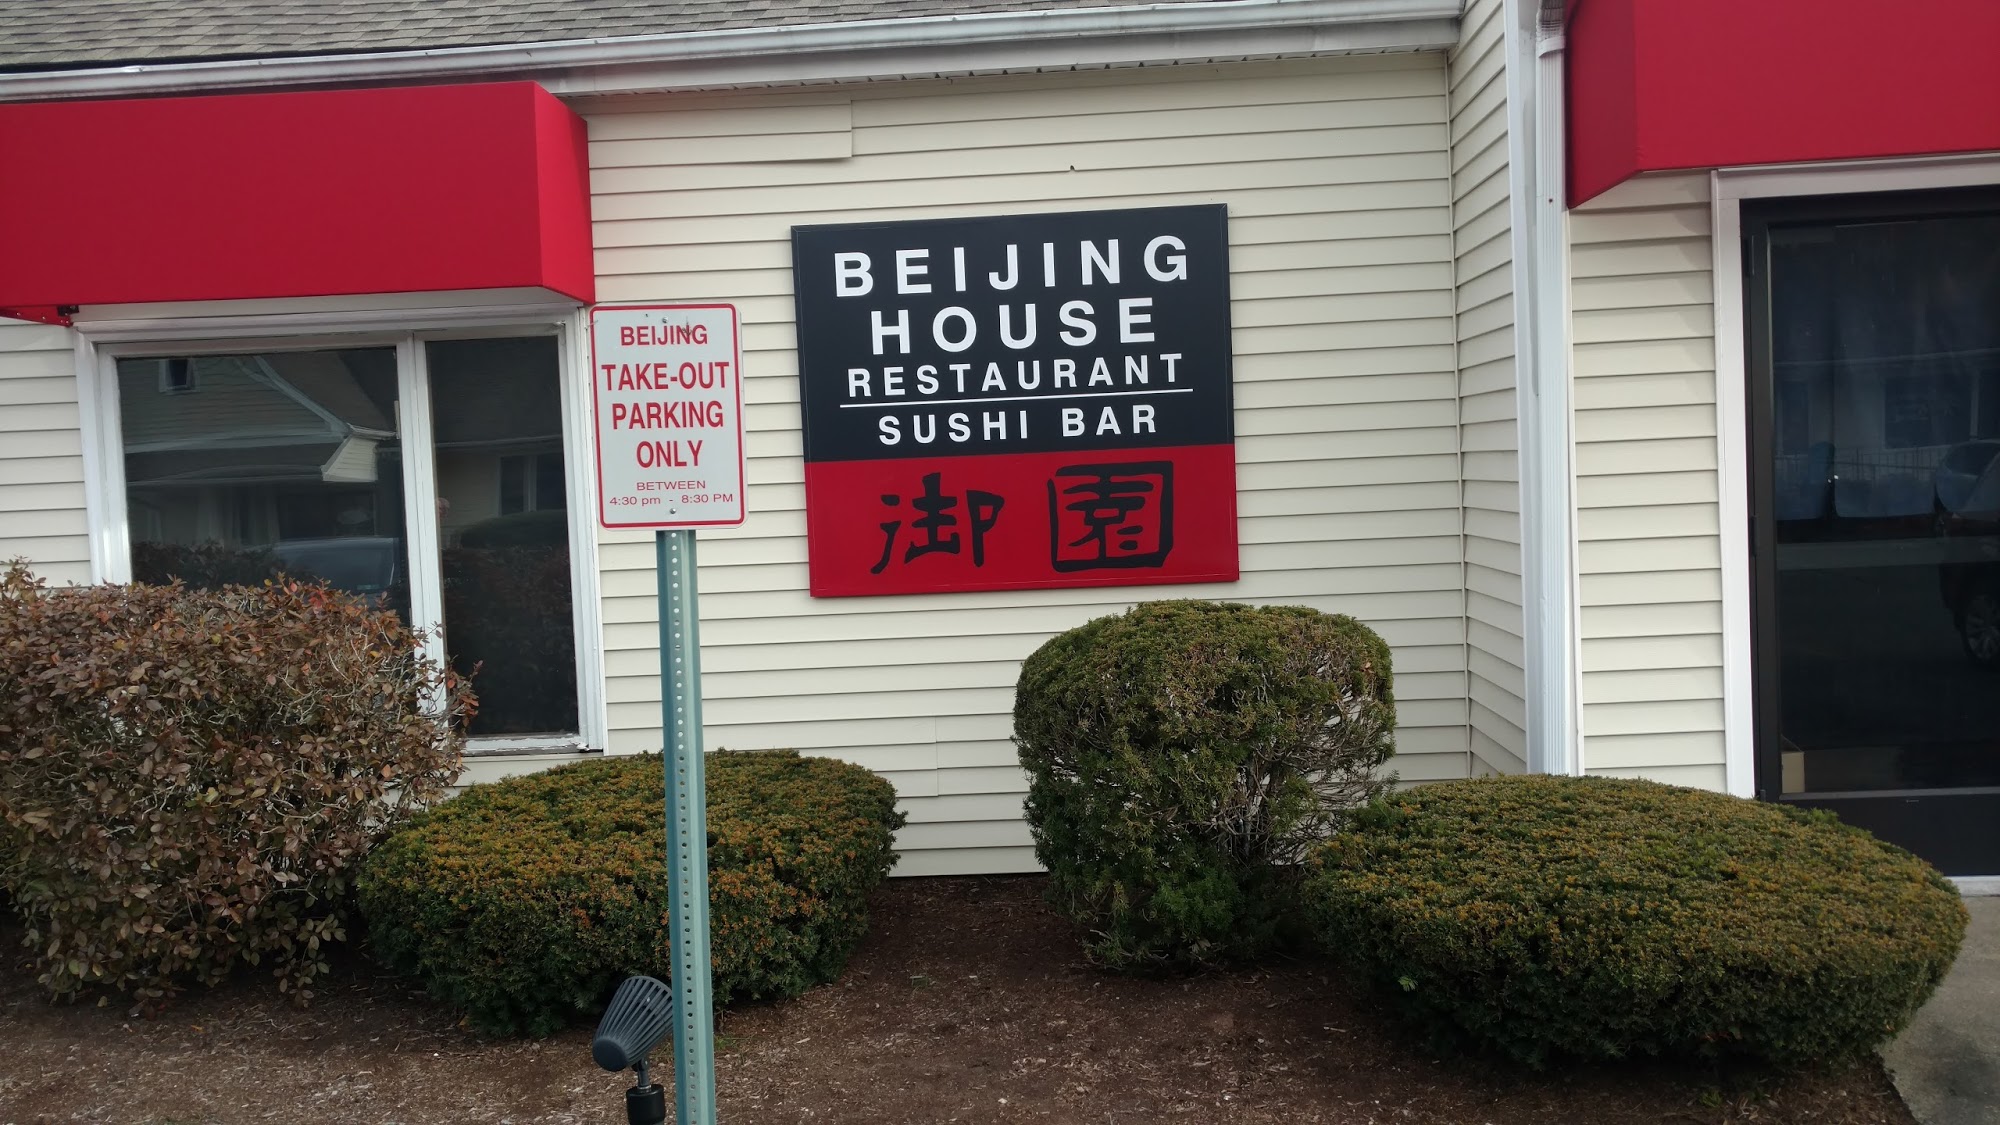 BEIJING
TAKE-OUT
PARKING
ONLY
BETWEEN
4:30 pm - 8:30 PM
BEIJING
HOUSE
RESTAURANT
SUSHI BAR
御園